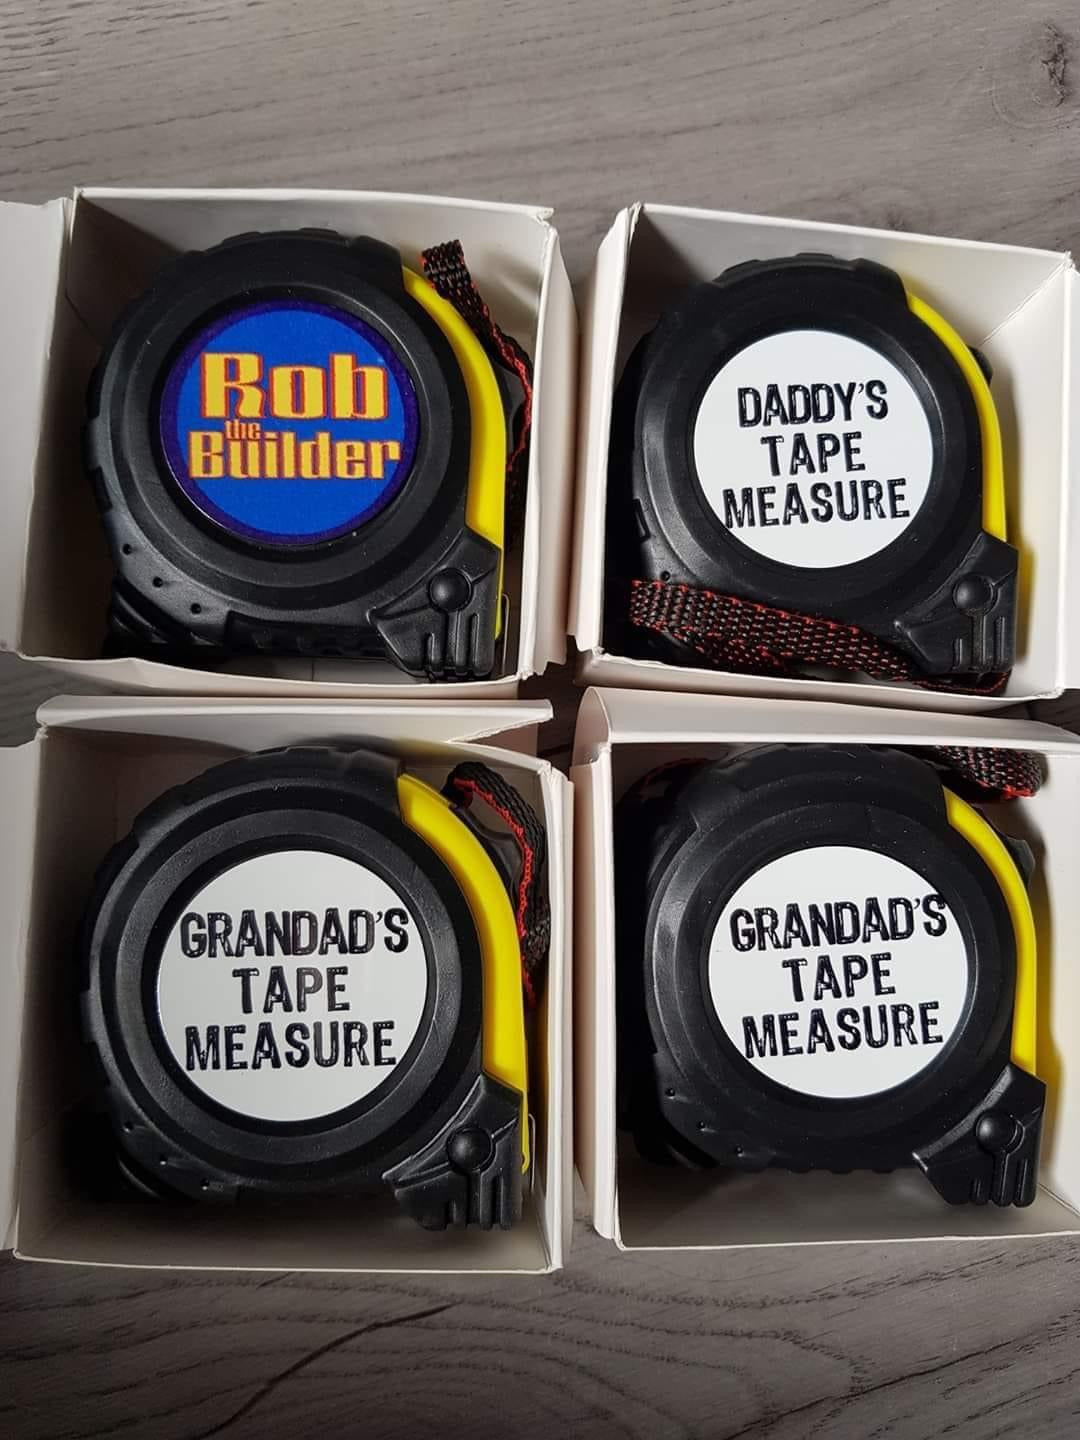 Rob
the
Builder
DADDY'S
TAPE
MEASURE
GRANDAD'S
TAPE
MEASURE
GRANDAD'S
TAPE
MEASURE